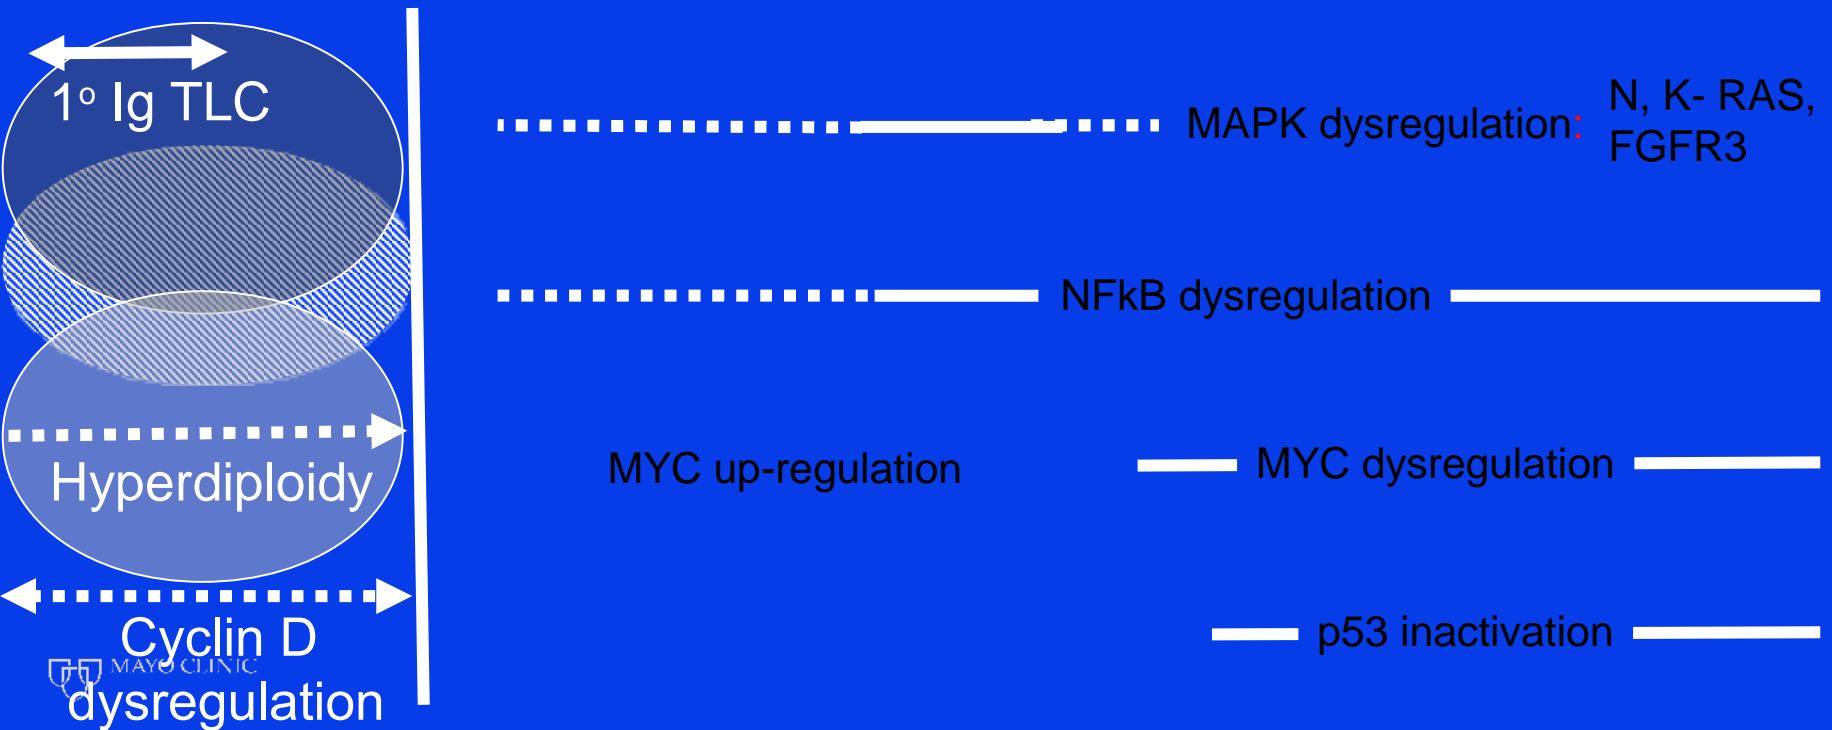 1º Ig TLC
N, K- RAS,
MAPK dysregulation:
FGFR3
NFkB dysregulation
MYC up-regulation
MYC dysregulation
Hyperdiploidy
p53 inactivation
Cyclin D
MAYO CLINIC
dysregulation